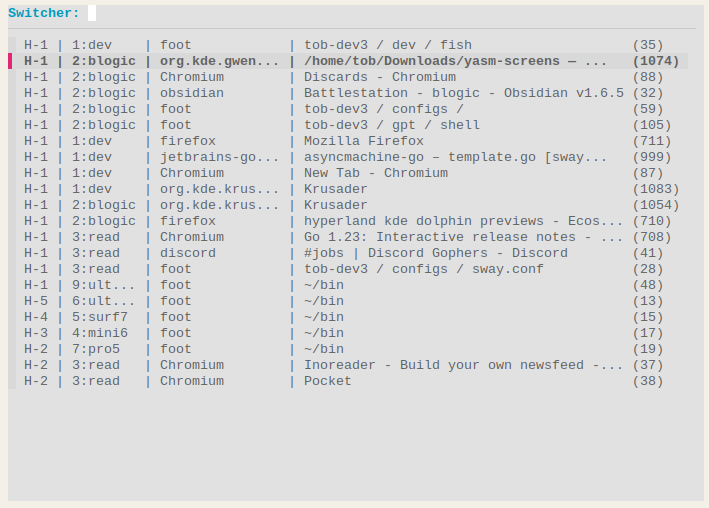 Switcher:
H-1 | 1:dev | foot | tob-dev3 / dev / fish (35)
H-1 | 2:blogic | org.kde.gwen... | /home/tob/Downloads/yasm-screens — ... (1074)
H-1 | 2:blogic | Chromium | Discards - Chromium (88)
H-1 | 2:blogic | obsidian | Battlestation - blogic - Obsidian v1.6.5 (32)
H-1 | 2:blogic | foot | tob-dev3 / configs / (59)
H-1 | 2:blogic | foot | tob-dev3 / gpt / shell (105)
H-1 | 1:dev | firefox | Mozilla Firefox (711)
H-1 | 1:dev | jetbrains-go... | asyncmachine-go – template.go [sway... (999)
H-1 | 1:dev | Chromium | New Tab - Chromium (87)
H-1 | 1:dev | org.kde.krus... | Krusader (1083)
H-1 | 2:blogic | org.kde.krus... | Krusader (1054)
H-1 | 2:blogic | firefox | hyperland kde dolphin previews - Ecos... (710)
H-1 | 3:read | Chromium | Go 1.23: Interactive release notes - ... (708)
H-1 | 3:read | discord | #jobs | Discord Gophers - Discord (41)
H-1 | 3:read | foot | tob-dev3 / configs / sway.conf (28)
H-1 | 9:ult... | foot | ~/bin (48)
H-5 | 6:ult... | foot | ~/bin (13)
H-4 | 5:surf7 | foot | ~/bin (15)
H-3 | 4:mini6 | foot | ~/bin (17)
H-2 | 7:pro5 | foot | ~/bin (19)
H-2 | 3:read | Chromium | Inoreader - Build your own newsfeed -... (37)
H-2 | 3:read | Chromium | Pocket (38)